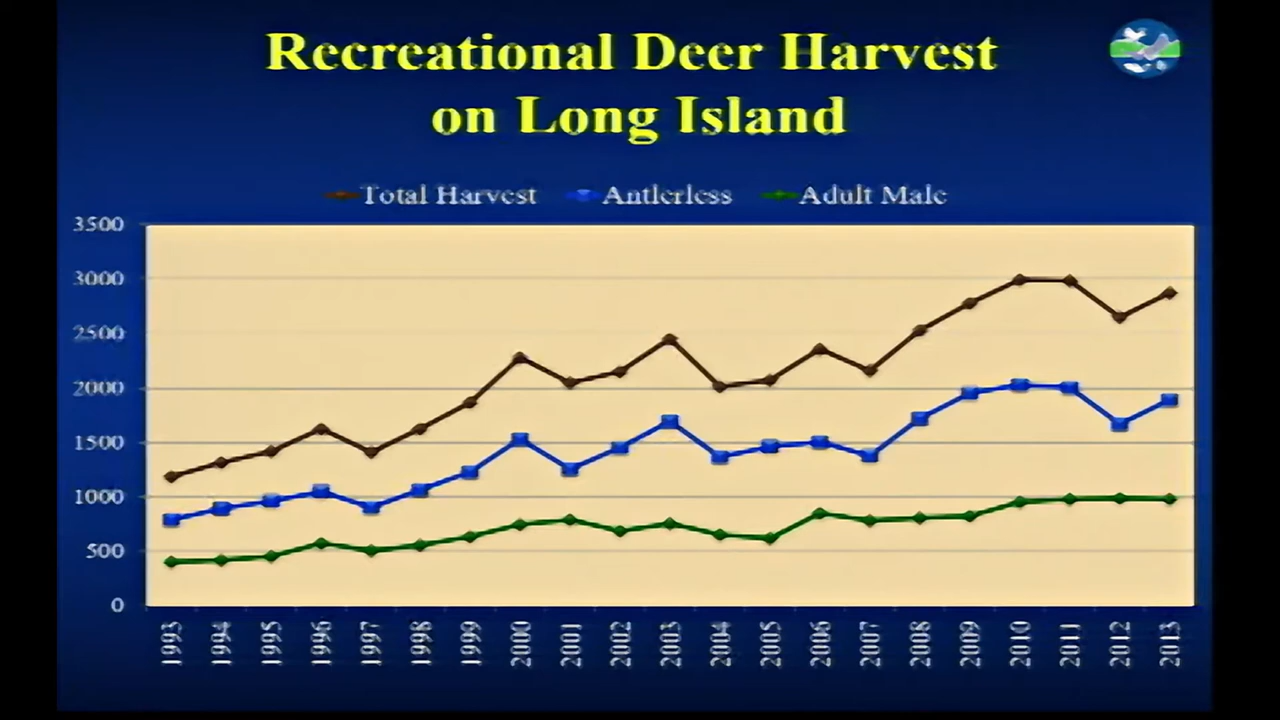 Recreational Deer Harvest
on Long Island
Total Harvest Antlerless Adult Male
3500
3000
2500
2000
1500
1000
500
0
1993 1994 1995 1996 1997 1998 1999 2000 2001 2002 2003 2004 2005 2006 2007 2008 2009 2010 2011 2012 2013